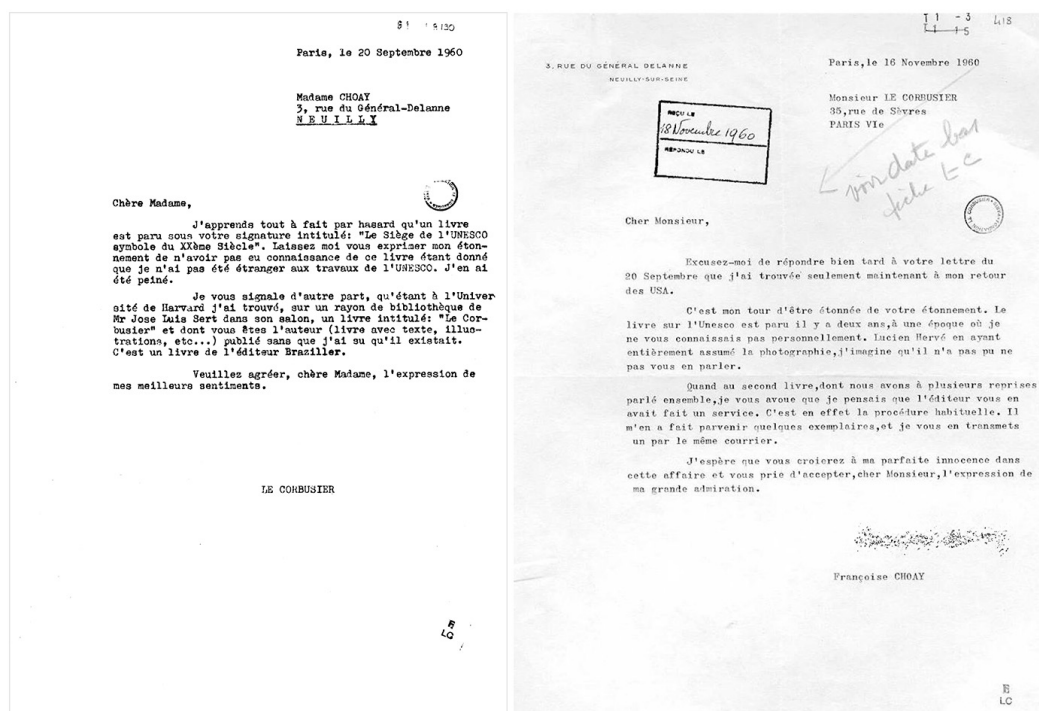 Paris, le 20 Septembre 1960
Madame CHOAY
3, rue du Général-Delanne
NEUILLY
Chère Madame,
J'apprends tout à fait par hasard qu'un livre
est paru sous votre signature intitulé: "Le Siège de l'UNESCO
symbole du XXème Siècle". Laissez moi vous exprimer mon éton-
nement de n'avoir pas eu connaissance de ce livre étant donné
que je n'ai pas été étranger aux travaux de l'UNESCO. J'en ai
été peiné.
Je vous signale d'autre part, qu'étant à l'Univer
sité de Harvard j'ai trouvé, sur un rayon de bibliothèque de
Mr Jose Luis Sert dans son salon, un livre intitulé: "Le Cor-
busier" et dont vous êtes l'auteur (livre avec texte, illus-
trations, etc...) publié sans que j'ai su qu'il existait.
C'est un livre de l'éditeur Braziller.
Veuillez agréer, chère Madame, l'expression de
mes meilleurs sentiments.
LE CORBUSIER
LC
418
3, RUE DU GÉNÉRAL DELANNE
NEUILLY-SUR-SEINE
Paris,le 16 Novembre 1960
Monsieur LE CORBUSIER
35,rue de Sèvres
PARIS VIe
REÇU LE
18 Novembre 1960
RÉPONDU LE
voir date bas
fiche LC
Cher Monsieur,
Excusez-moi de répondre bien tard à votre lettre du
20 Septembre que j'ai trouvée seulement maintenant à mon retour
des USA.
C'est mon tour d'être étonnée de votre étonnement. Le
livre sur l'Unesco est paru il y a deux ans,à une époque où je
ne vous connaissais pas personnellement. Lucien Hervé en ayant
entièrement assumé la photographie,j'imagine qu'il n'a pas pu ne
pas vous en parler.
Quand au second livre,dont nous avons à plusieurs reprises
parlé ensemble,je vous avoue que je pensais que l'éditeur vous en
avait fait un service. C'est en effet la procédure habituelle. Il
m'en a fait parvenir quelques exemplaires,et je vous en transmets
un par le même courrier.
J'espère que vous croierez à ma parfaite innocence dans
cette affaire et vous prie d'accepter,cher Monsieur,l'expression de
ma grande admiration.
Françoise CHOAY
LC